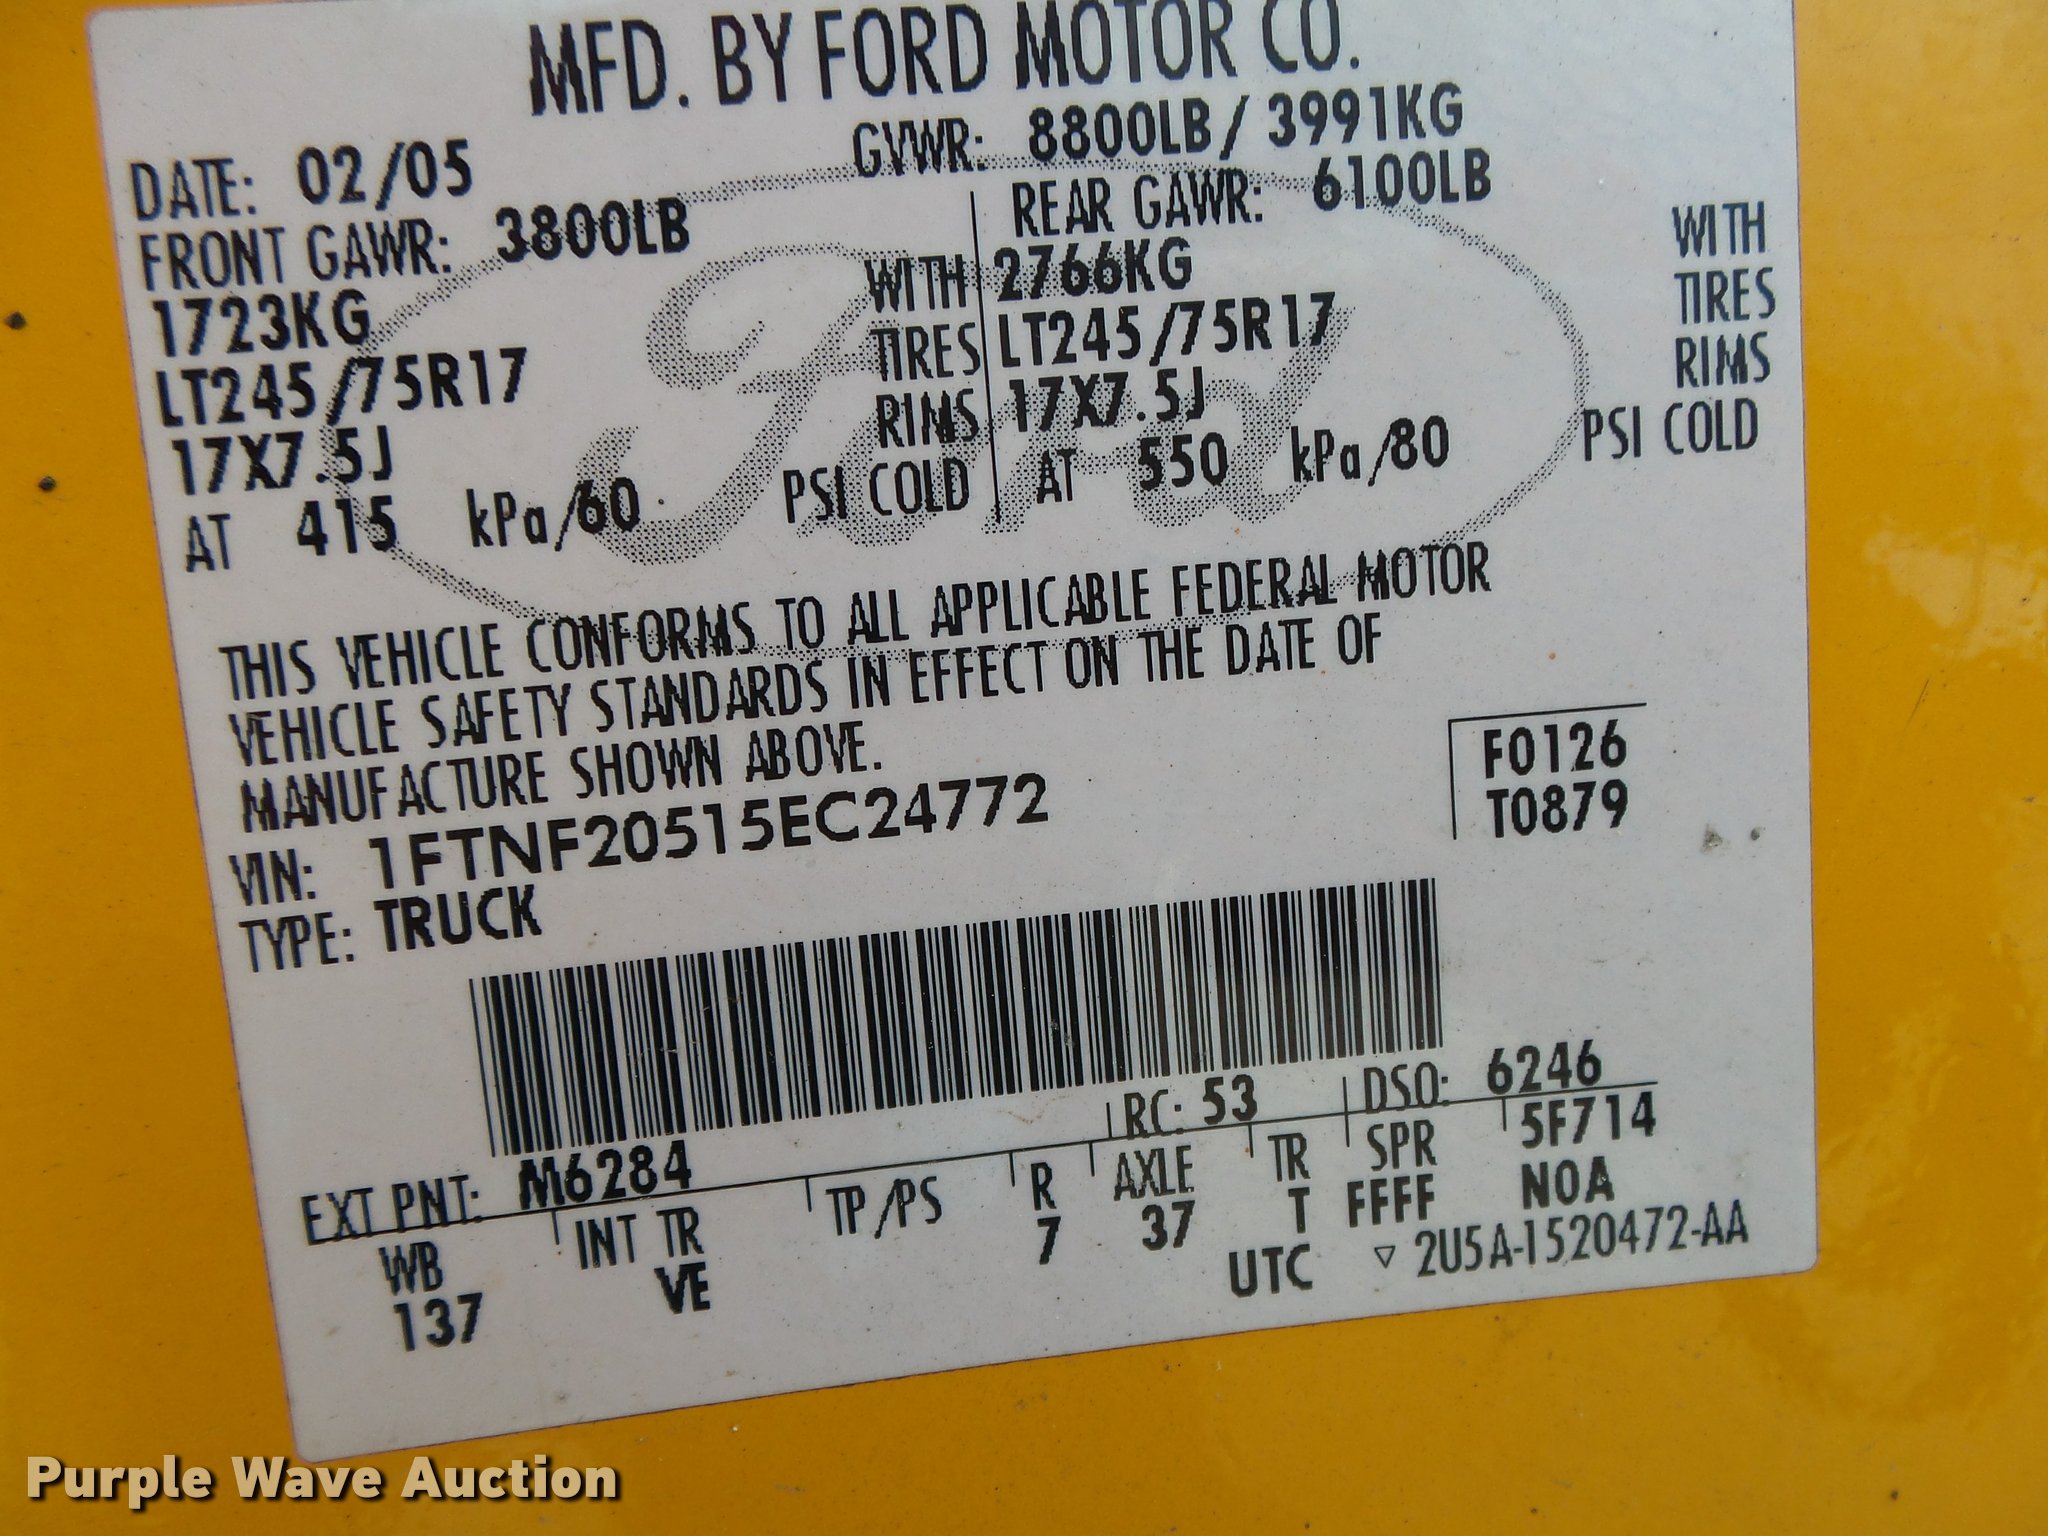 MFD. BY FORD MOTOR CO.
DATE: 02/05 GVWR: 8800LB/ 3991KG
FRONT GAWR: 3800LB REAR GAWR: 6100LB
1723KG WITH 2766KG WITH
LT245/75R17 TIRES LT245/75R17 TIRES
17X7.5J RIMS 17X7.5J RIMS
AT 415 kPa/60 PSI COLD AT 550 kPa/80 PSI COLD
Ford
THIS VEHICLE CONFORMS TO ALL APPLICABLE FEDERAL MOTOR
VEHICLE SAFETY STANDARDS IN EFFECT ON THE DATE OF
MANUFACTURE SHOWN ABOVE.
VIN: 1FTNF20515EC24772
F0126
T0879
TYPE: TRUCK
EXT PNT: M6284 RC: 53 DSO: 6246
WB INT TR TP/PS R AXLE TR SPR 5F714
137 VE 7 37 T FFFF NOA
UTC ▽ 2U5A-1520472-AA
Purple Wave Auction